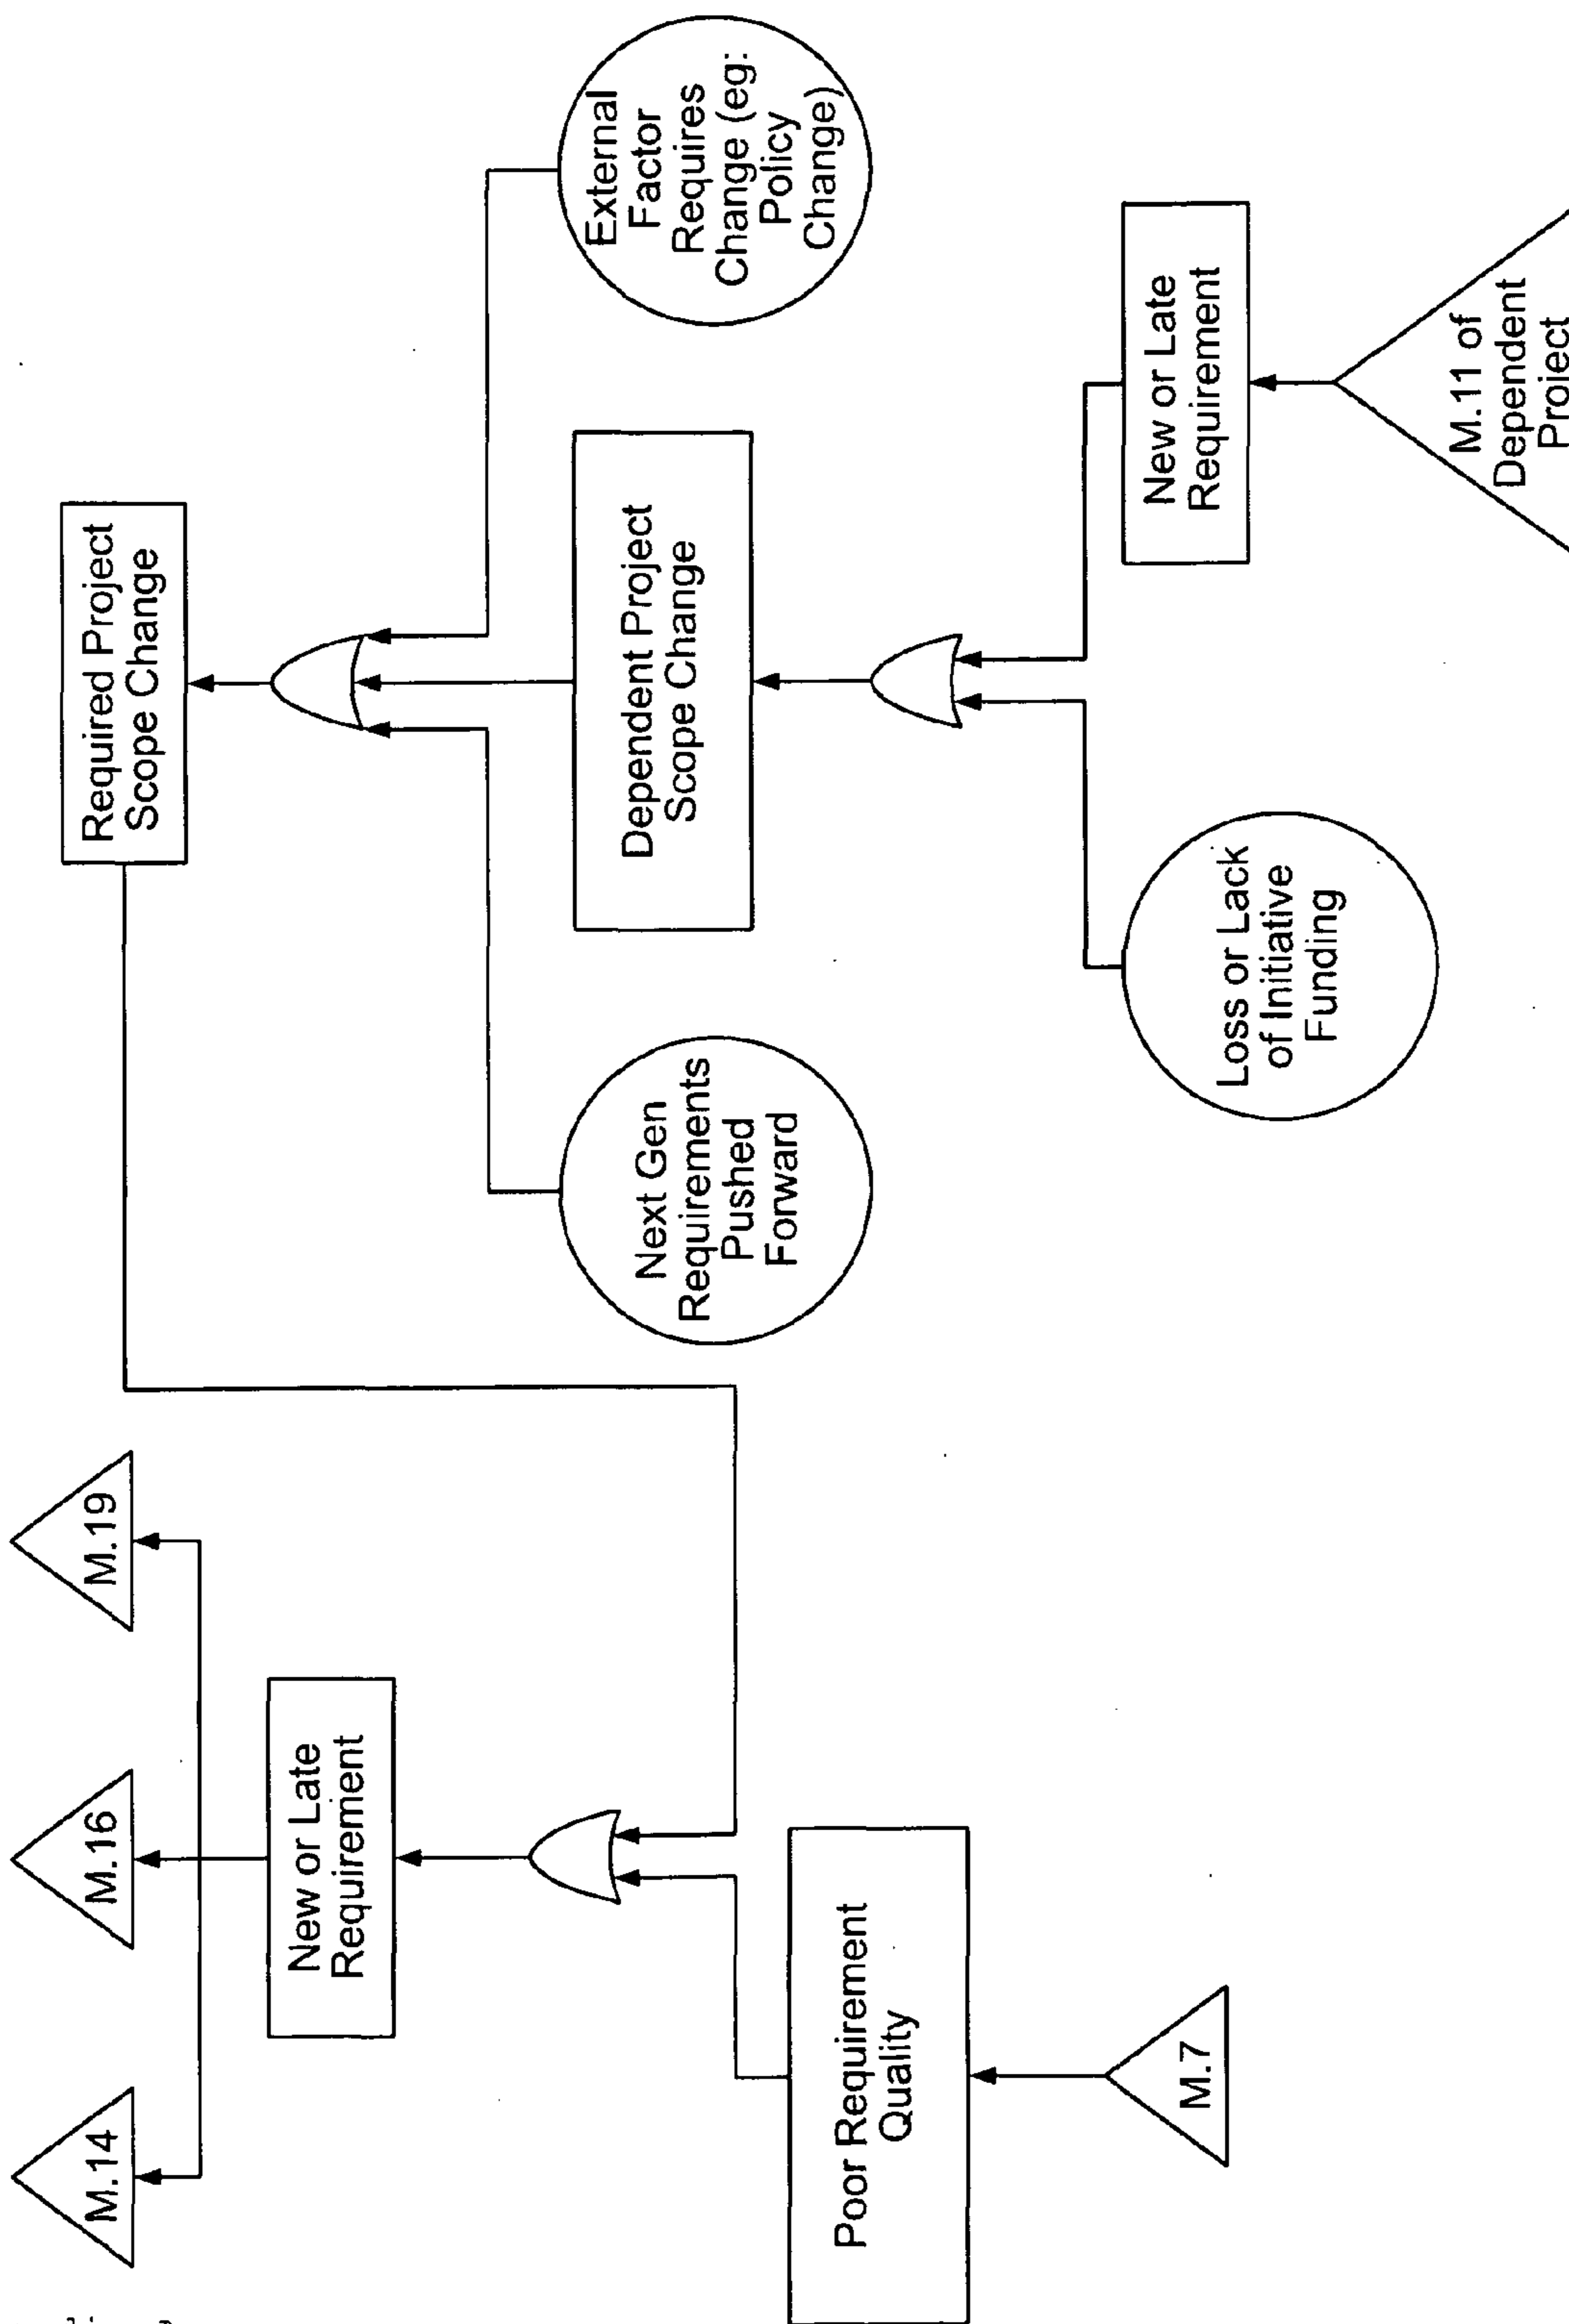 M.14
M.16
M.19
New or Late
Requirement
Poor Requirement
Quality
M.7
Required Project
Scope Change
Next Gen
Requirements
Pushed
Forward
Dependent Project
Scope Change
External
Factor
Requires
Change (eg:
Policy
Change)
Loss or Lack
of Initiative
Funding
New or Late
Requirement
M.11 of
Dependent
Project